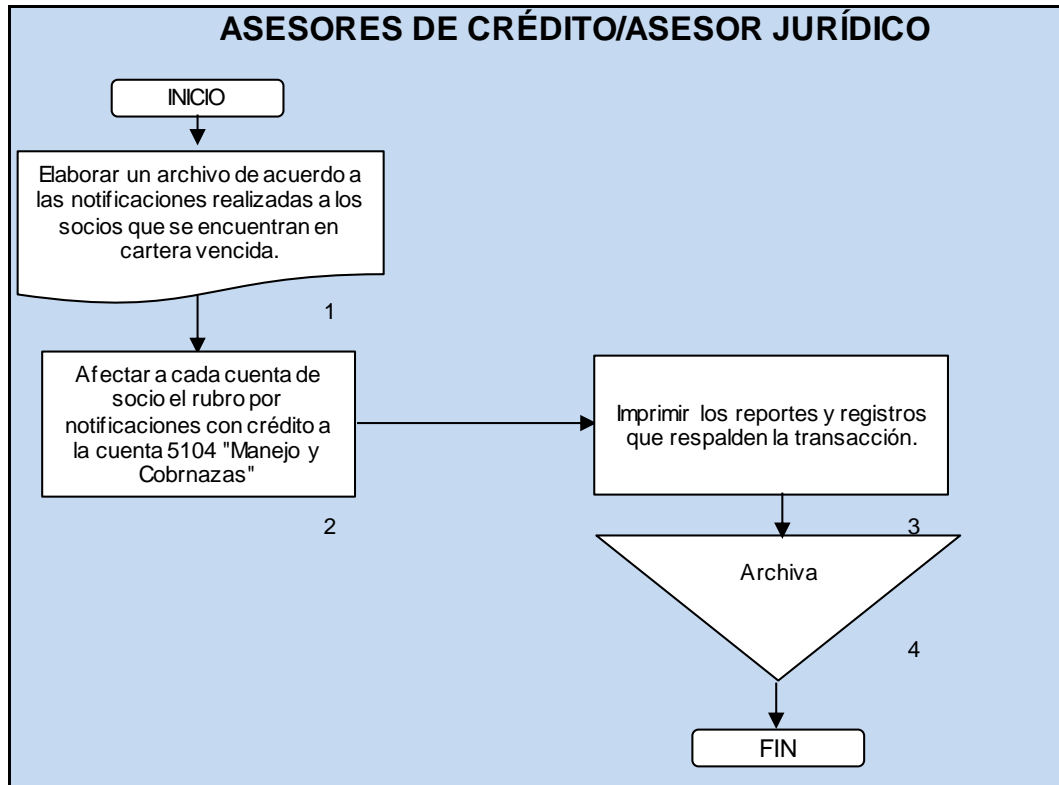 ASESORES DE CRÉDITO/ASESOR JURÍDICO
INICIO
Elaborar un archivo de acuerdo a
las notificaciones realizadas a los
socios que se encuentran en
cartera vencida.
1
Afectar a cada cuenta de
socio el rubro por
notificaciones con crédito a
la cuenta 5104 "Manejo y
Cobrnazas"
2
Imprimir los reportes y registros
que respalden la transacción.
3
Archiva
4
FIN